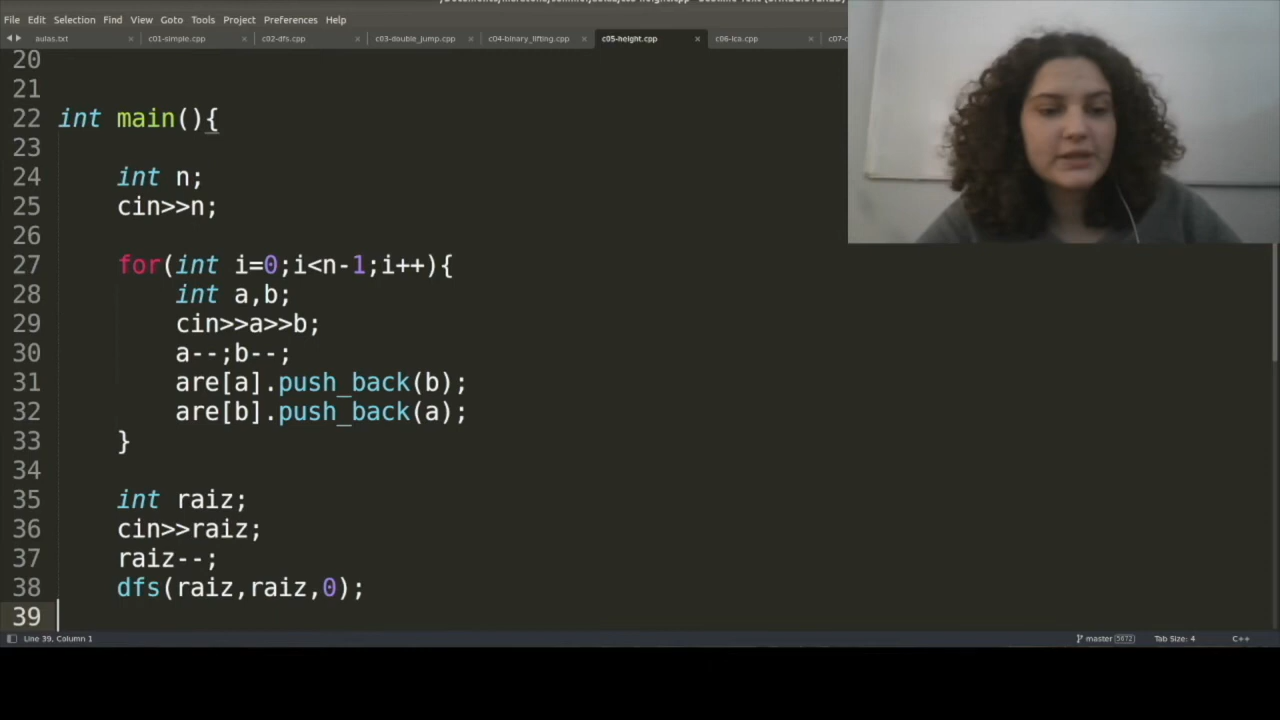 File Edit Selection Find View Goto Tools Project Preferences Help
aulas.txt × c01-simple.cpp × c02-dfs.cpp × c03-double_jump.cpp × c04-binary_lifting.cpp × c05-height.cpp × c06-lca.cpp ×
20
21
22 int main(){
23
24 int n;
25 cin>>n;
26
27 for(int i=0;i<n-1;i++){
28 int a,b;
29 cin>>a>>b;
30 a--;b--;
31 are[a].push_back(b);
32 are[b].push_back(a);
33 }
34
35 int raiz;
36 cin>>raiz;
37 raiz--;
38 dfs(raiz,raiz,0);
39
Line 39, Column 1 master 5672 Tab Size: 4 C++